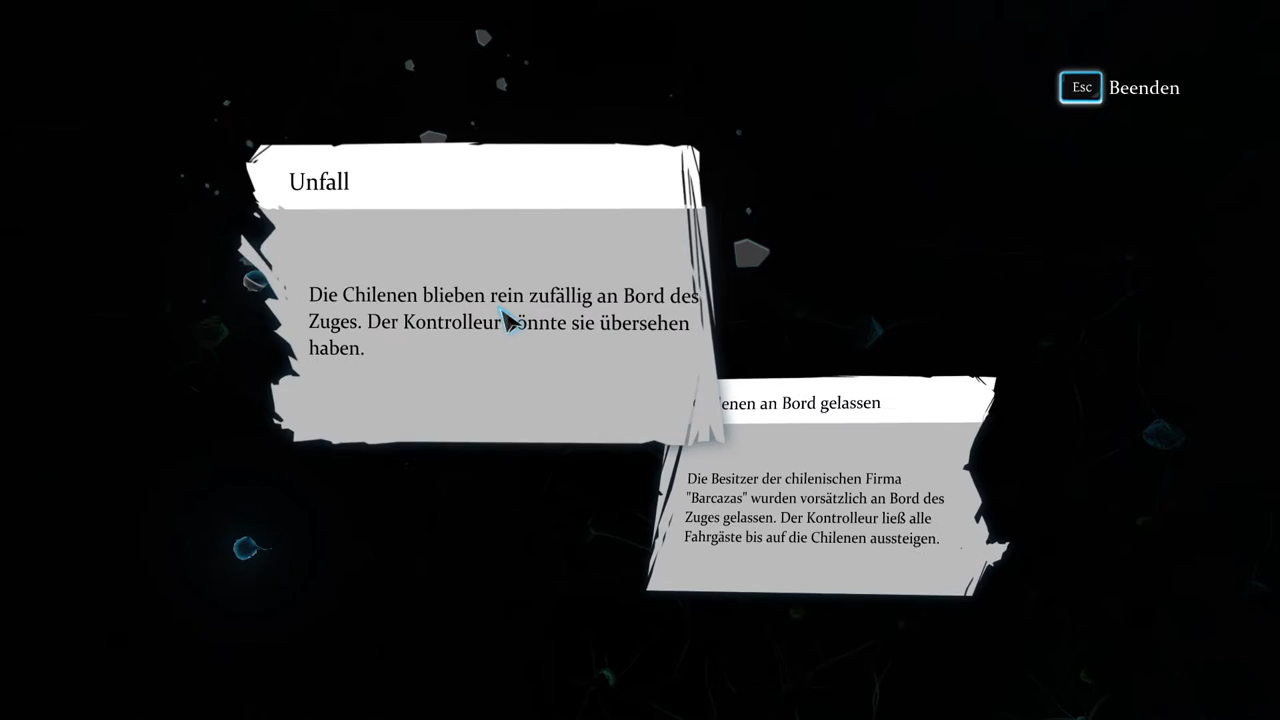 Esc Beenden
Unfall
Die Chilenen blieben rein zufällig an Bord des
Zuges. Der Kontrolleur könnte sie übersehen
haben.
an Bord gelassen
Die Besitzer der chilenischen Firma
"Barcazas" wurden vorsätzlich an Bord des
Zuges gelassen. Der Kontrolleur ließ alle
Fahrgäste bis auf die Chilenen aussteigen.